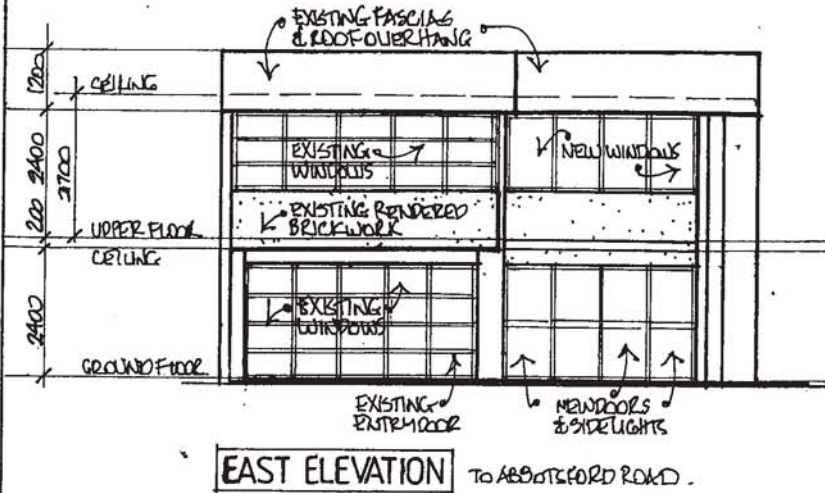 EXISTING FASCIAS
& ROOF OVERHANG
1200
CEILING
2400
2700
EXISTING
WINDOWS
NEW WINDOWS
EXISTING RENDERED
BRICKWORK
200
UPPER FLOOR
CEILING
2400
EXISTING
WINDOWS
GROUND FLOOR
EXISTING
ENTRY DOOR
NEW DOORS
& SIDELIGHTS
EAST ELEVATION TO ABBOTSFORD ROAD.